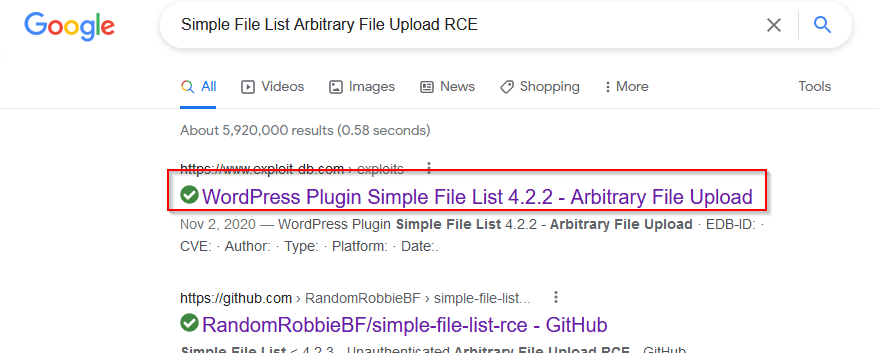 Google
Simple File List Arbitrary File Upload RCE
All Videos Images News Shopping More Tools
About 5,920,000 results (0.58 seconds)
https://www.exploit-db.com › exploits
WordPress Plugin Simple File List 4.2.2 - Arbitrary File Upload
Nov 2, 2020 — WordPress Plugin Simple File List 4.2.2 - Arbitrary File Upload · EDB-ID: ·
CVE: · Author: · Type: · Platform: · Date:.
https://github.com › RandomRobbieBF › simple-file-list...
RandomRobbieBF/simple-file-list-rce - GitHub
Simple File List < 4.2.3 - Unauthenticated Arbitrary File Upload RCE - GitHub